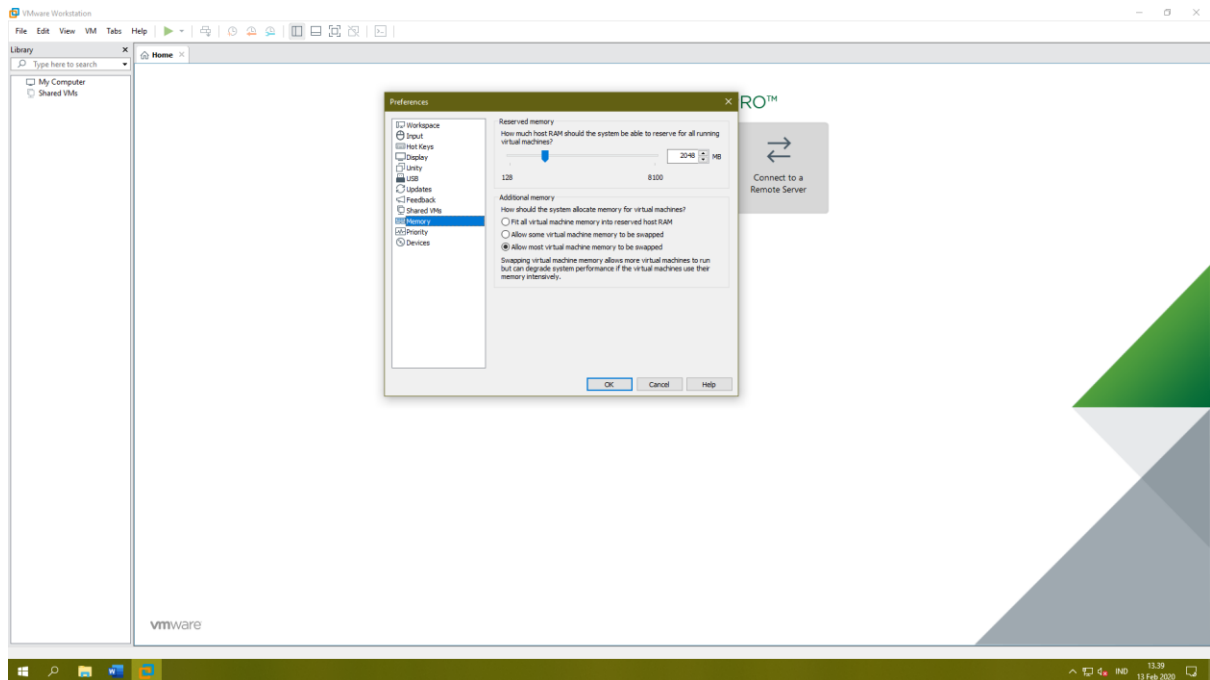 VMware Workstation
File Edit View VM Tabs Help
Library
Type here to search
My Computer
Shared VMs
Home
RO™
Connect to a
Remote Server
Preferences
Workspace
Input
Hot Keys
Display
Unity
USB
Updates
Feedback
Shared VMs
Memory
Priority
Devices
Reserved memory
How much host RAM should the system be able to reserve for all running
virtual machines?
2048 MB
128 8100
Additional memory
How should the system allocate memory for virtual machines?
Fit all virtual machine memory into reserved host RAM
Allow some virtual machine memory to be swapped
Allow most virtual machine memory to be swapped
Swapping virtual machine memory allows more virtual machines to run
but can degrade system performance if the virtual machines use their
memory intensively.
OK Cancel Help
vmware
IND
13.39
13 Feb 2020